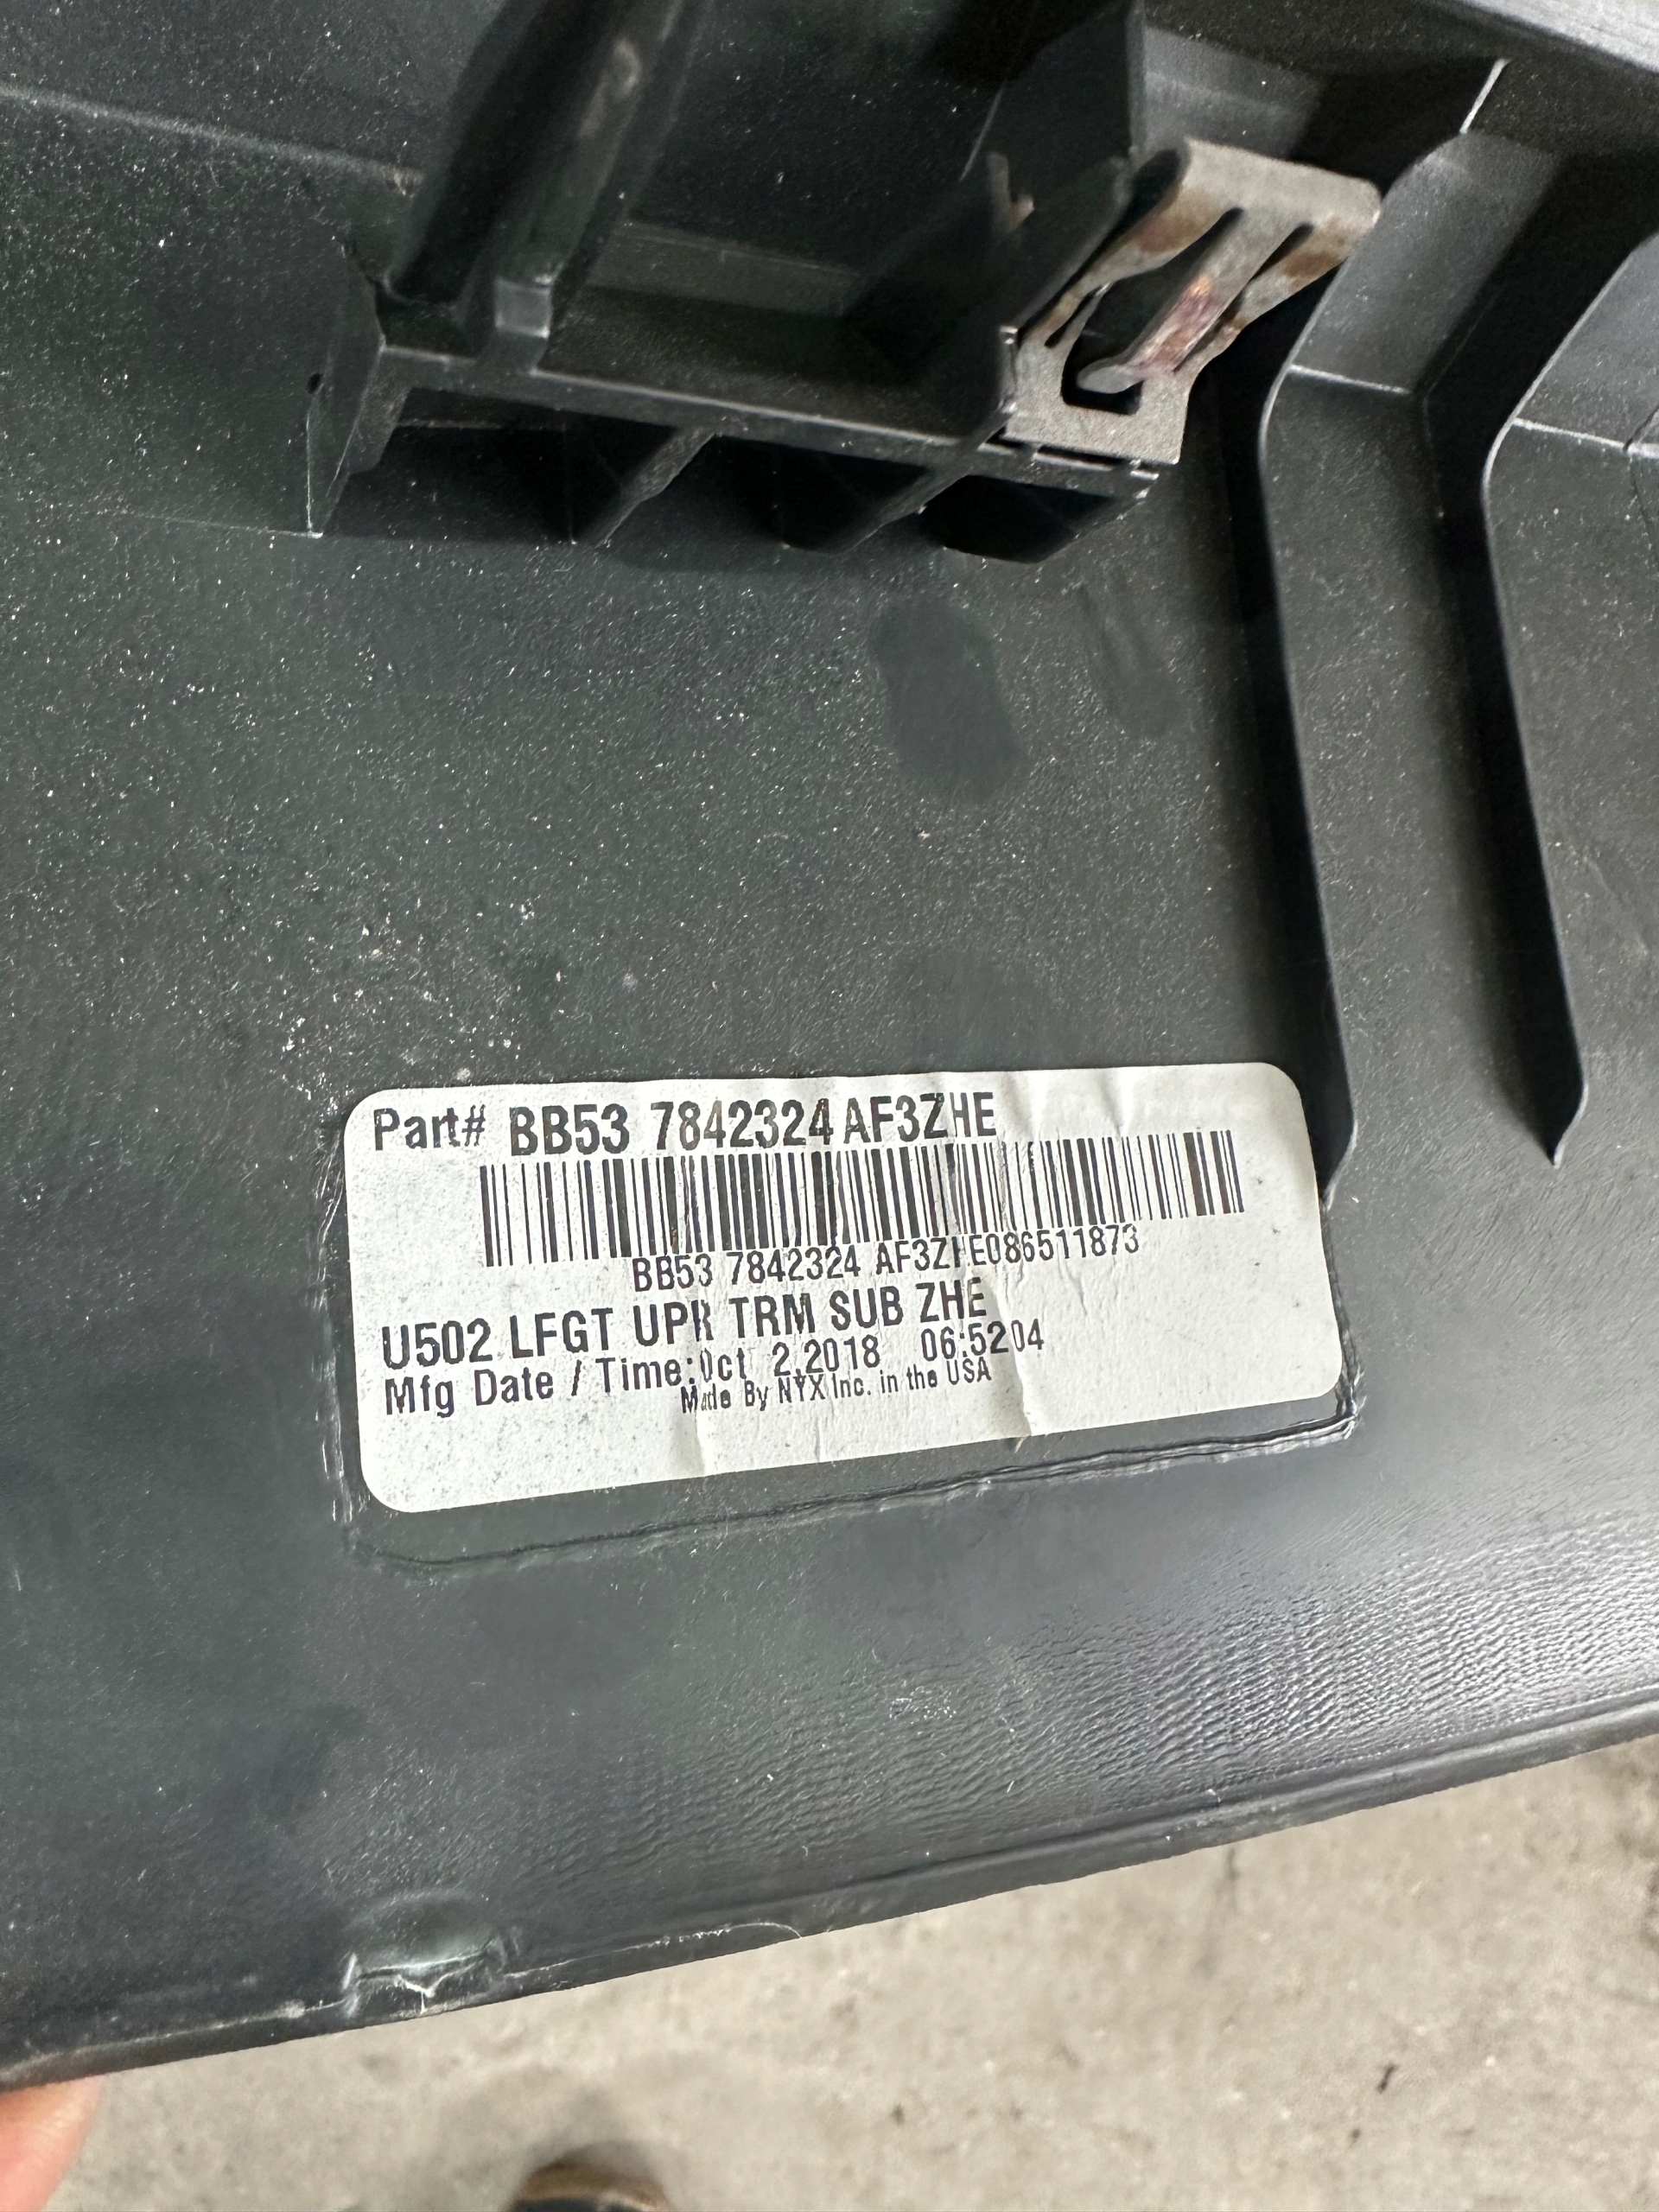 Part# BB53 7842324 AF3ZHE
BB53 7842324 AF3ZHE086511873
U502 LFGT UPR TRM SUB ZHE
Mfg Date / Time:Oct 2,2018 06:5204
Made By NYX Inc. in the USA